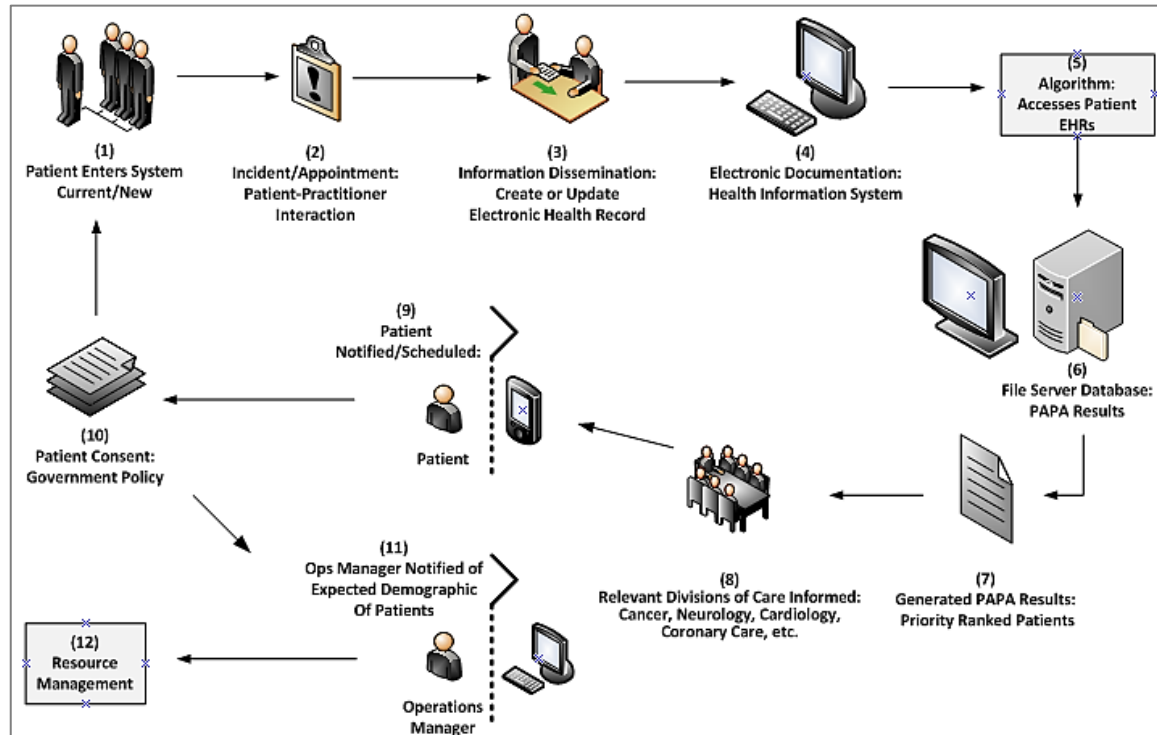 (1)
Patient Enters System
Current/New
(2)
Incident/Appointment:
Patient-Practitioner
Interaction
(3)
Information Dissemination:
Create or Update
Electronic Health Record
(4)
Electronic Documentation:
Health Information System
(5)
Algorithm:
Accesses Patient
EHRs
(6)
File Server Database:
PAPA Results
(7)
Generated PAPA Results:
Priority Ranked Patients
(8)
Relevant Divisions of Care Informed:
Cancer, Neurology, Cardiology,
Coronary Care, etc.
(9)
Patient
Notified/Scheduled:
Patient
(10)
Patient Consent:
Government Policy
(11)
Ops Manager Notified of
Expected Demographic
Of Patients
Operations
Manager
(12)
Resource
Management